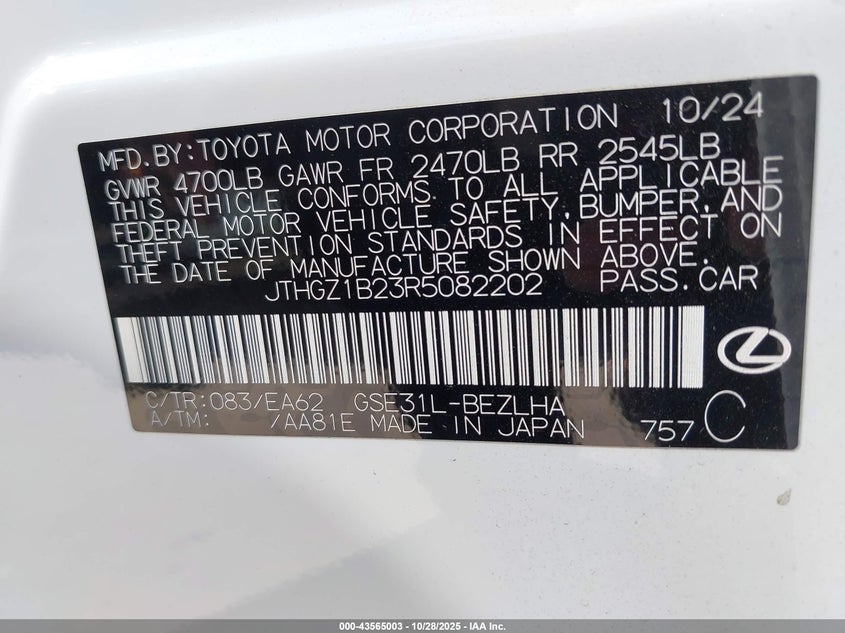 MFD.BY:TOYOTA MOTOR CORPORATION 10/24
GVWR 4700LB GAWR FR 2470LB RR 2545LB
THIS VEHICLE CONFORMS TO ALL APPLICABLE
FEDERAL MOTOR VEHICLE SAFETY,BUMPER,AND
THEFT PREVENTION STANDARDS IN EFFECT ON
THE DATE OF MANUFACTURE SHOWN ABOVE.
JTHGZ1B23R5082202 PASS.CAR
C/TR:083/EA62 GSE31L-BEZLHA
A/TM: /AA81E MADE IN JAPAN 757 C
000-43565003 | 10/28/2025 | IAA Inc.